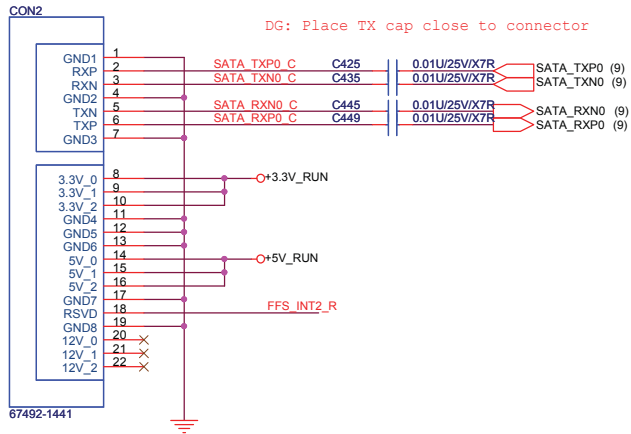 CON2
DG: Place TX cap close to connector
GND1 1
RXP 2 SATA_TXP0_C C425 0.01U/25V/X7R SATA_TXP0 (9)
RXN 3 SATA_TXN0_C C435 0.01U/25V/X7R SATA_TXN0 (9)
GND2 4
TXN 5 SATA_RXN0_C C445 0.01U/25V/X7R SATA_RXN0 (9)
TXP 6 SATA_RXP0_C C449 0.01U/25V/X7R SATA_RXP0 (9)
GND3 7
3.3V_0 8 +3.3V_RUN
3.3V_1 9
3.3V_2 10
GND4 11
GND5 12
GND6 13
5V_0 14 +5V_RUN
5V_1 15
5V_2 16
GND7 17
RSVD 18 FFS_INT2_R
GND8 19
12V_0 20
12V_1 21
12V_2 22
67492-1441